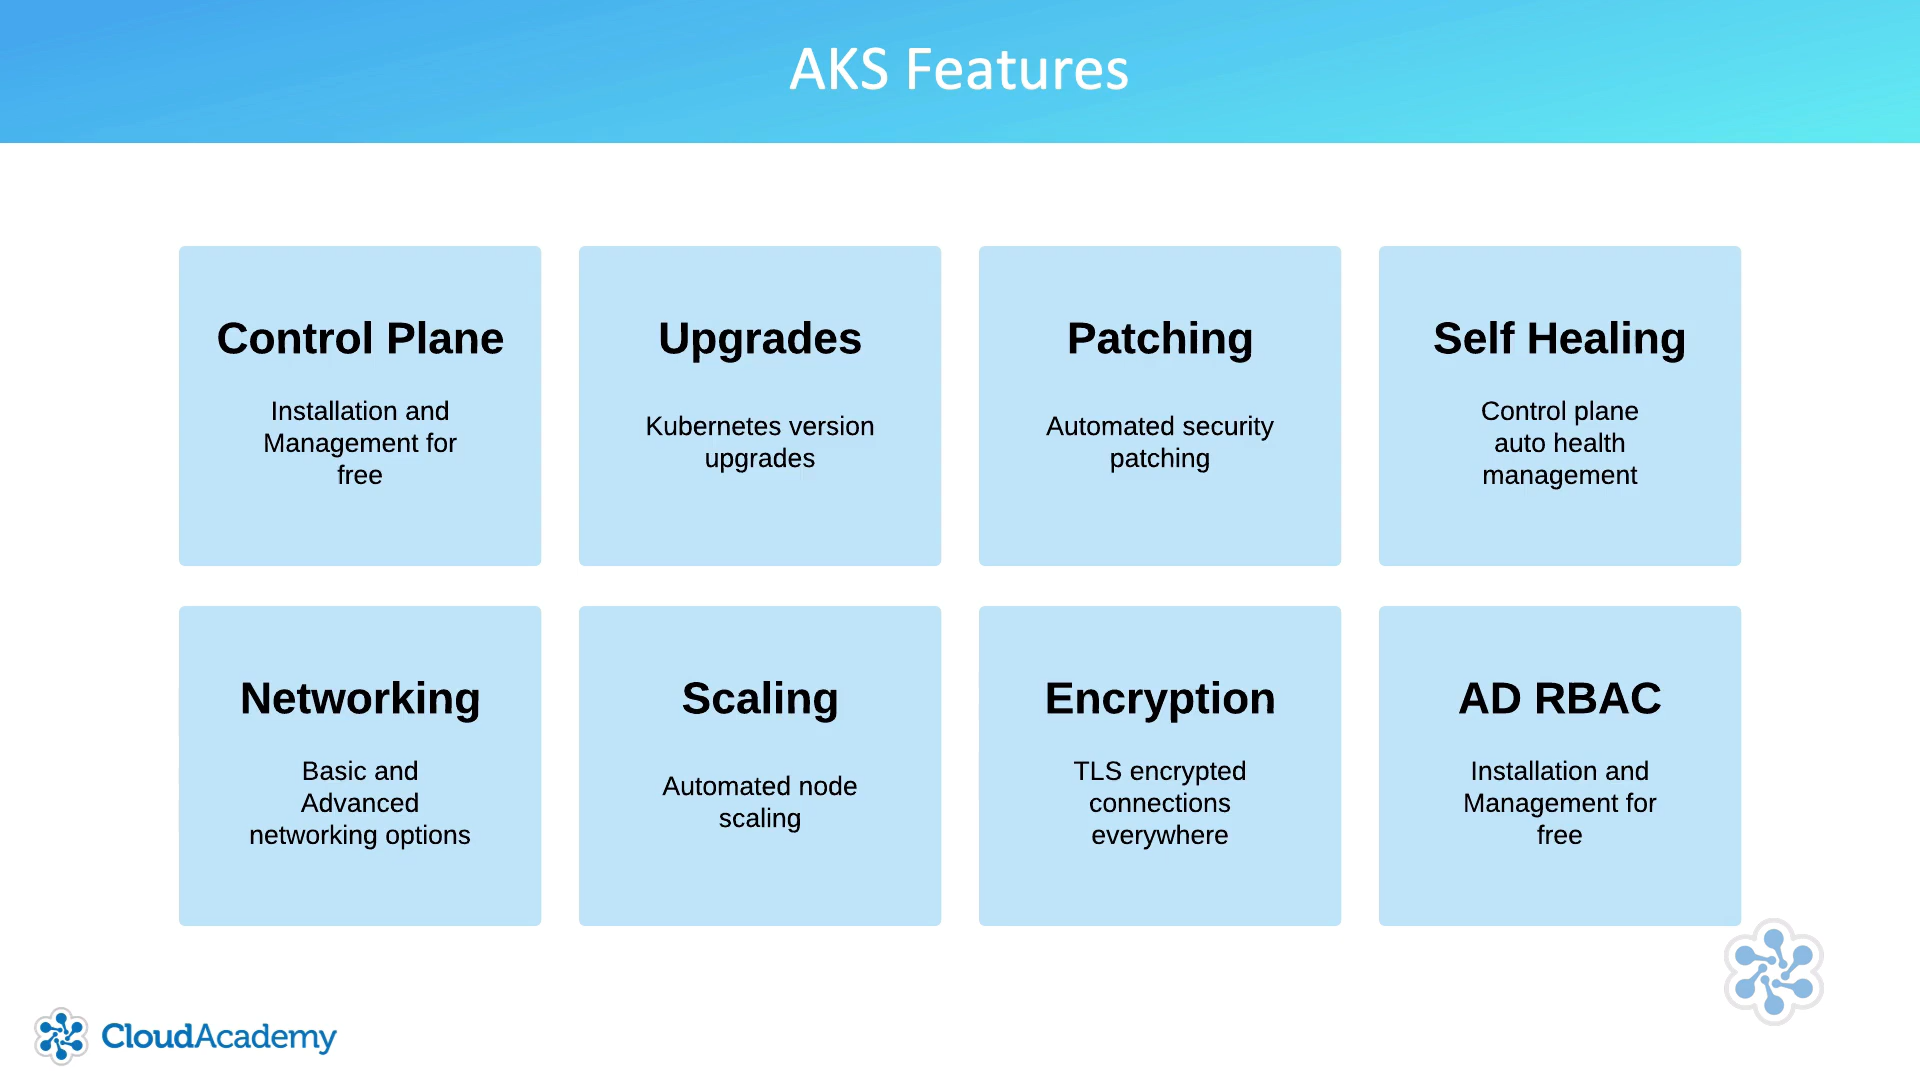 AKS Features
Control Plane
Installation and
Management for
free
Upgrades
Kubernetes version
upgrades
Patching
Automated security
patching
Self Healing
Control plane
auto health
management
Networking
Basic and
Advanced
networking options
Scaling
Automated node
scaling
Encryption
TLS encrypted
connections
everywhere
AD RBAC
Installation and
Management for
free
CloudAcademy